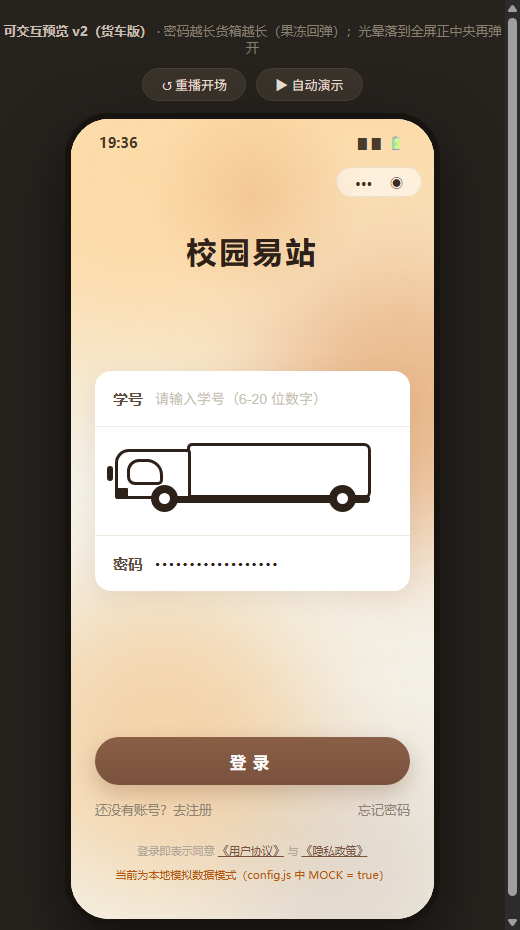 可交互预览 v2（货车版） · 密码越长货箱越长（果冻回弹）；光晕落到全屏正中央再弹
开
↺ 重播开场 ▶ 自动演示
19:36
校园易站
学号 请输入学号（6-20 位数字）
密码 ••••••••••••••••••
登 录
还没有账号？去注册 忘记密码
登录即表示同意《用户协议》与《隐私政策》
当前为本地模拟数据模式（config.js 中 MOCK = true）